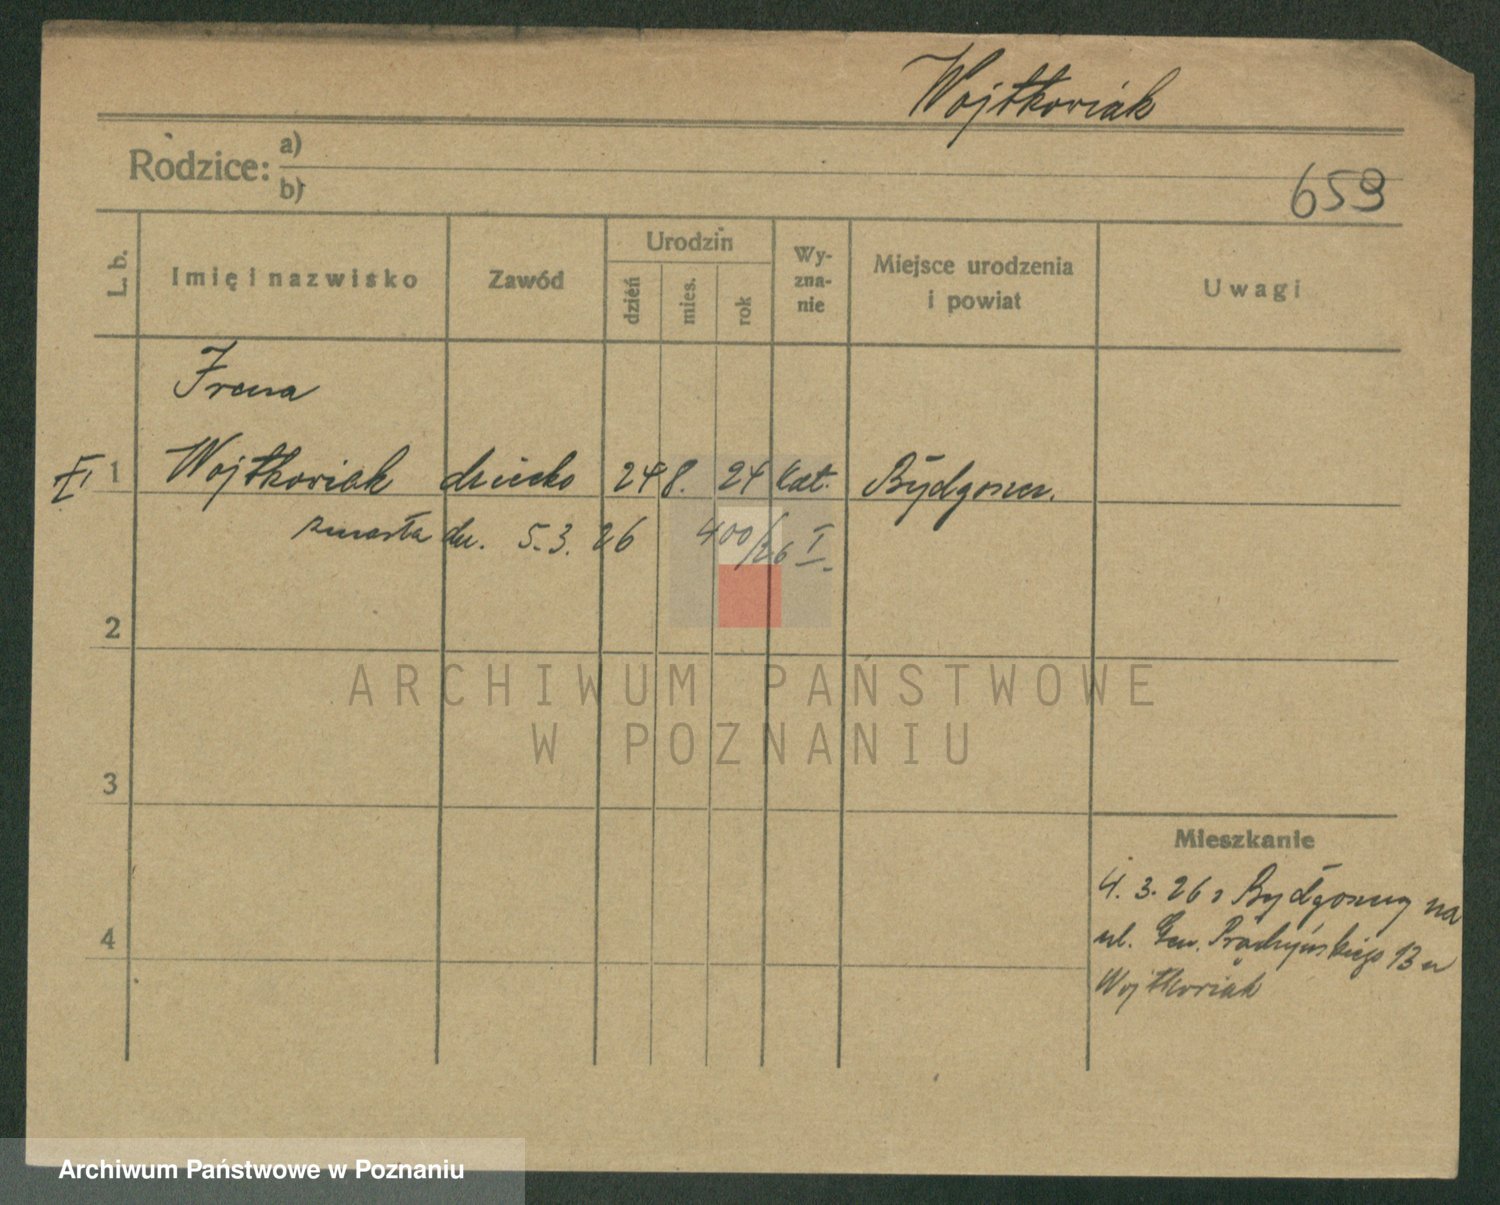 Wojtkowiak
Rodzice: a)
b)
659
L. b.
Imię i nazwisko
Zawód
Urodzin
dzień
mies.
rok
Wy-
zna-
nie
Miejsce urodzenia
i powiat
Uwagi
Irena
1 Wojtkowiak dziecko 24 8. 24 kat. Bydgoszcz.
zmarła dn. 5.3.26 400/26 I
2
3
4
Mieszkanie
4.3.26 z Bydgoszczy na
ul. Gen. Prądzyńskiego 13 u
Wojtkowiak
ARCHIWUM PAŃSTWOWE
W POZNANIU
Archiwum Państwowe w Poznaniu